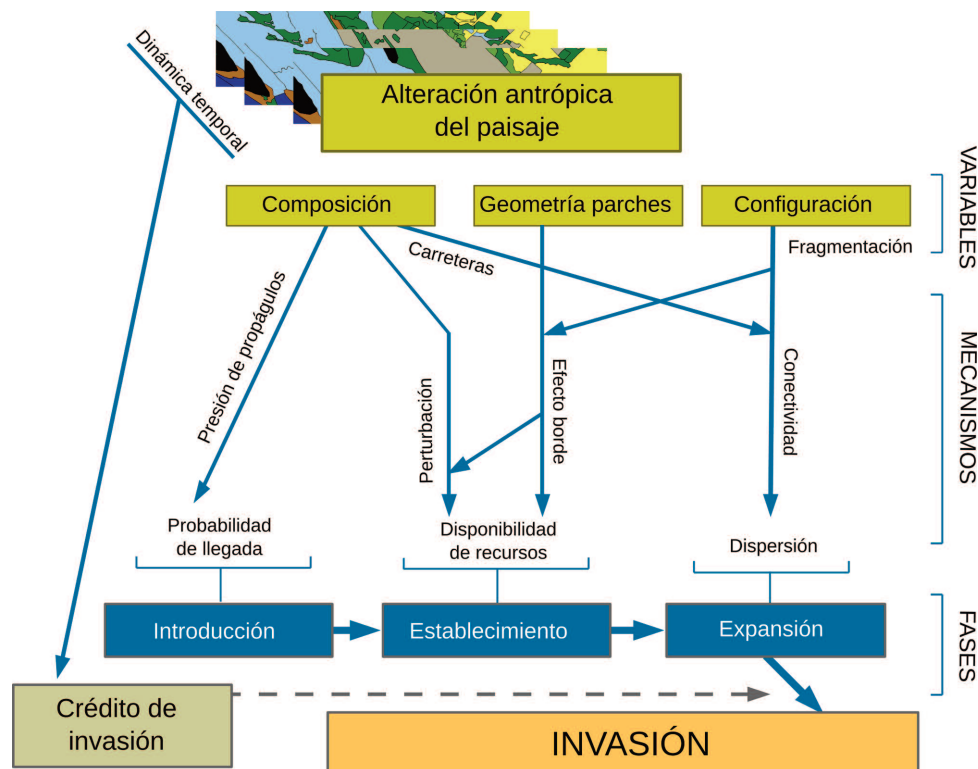 Dinámica temporal
Alteración antrópica
del paisaje
VARIABLES
Composición
Geometría parches
Configuración
Carreteras
Fragmentación
MECANISMOS
Presión de propágulos
Perturbación
Efecto borde
Conectividad
Probabilidad
de llegada
Disponibilidad
de recursos
Dispersión
FASES
Introducción
Establecimiento
Expansión
Crédito de
invasión
INVASIÓN